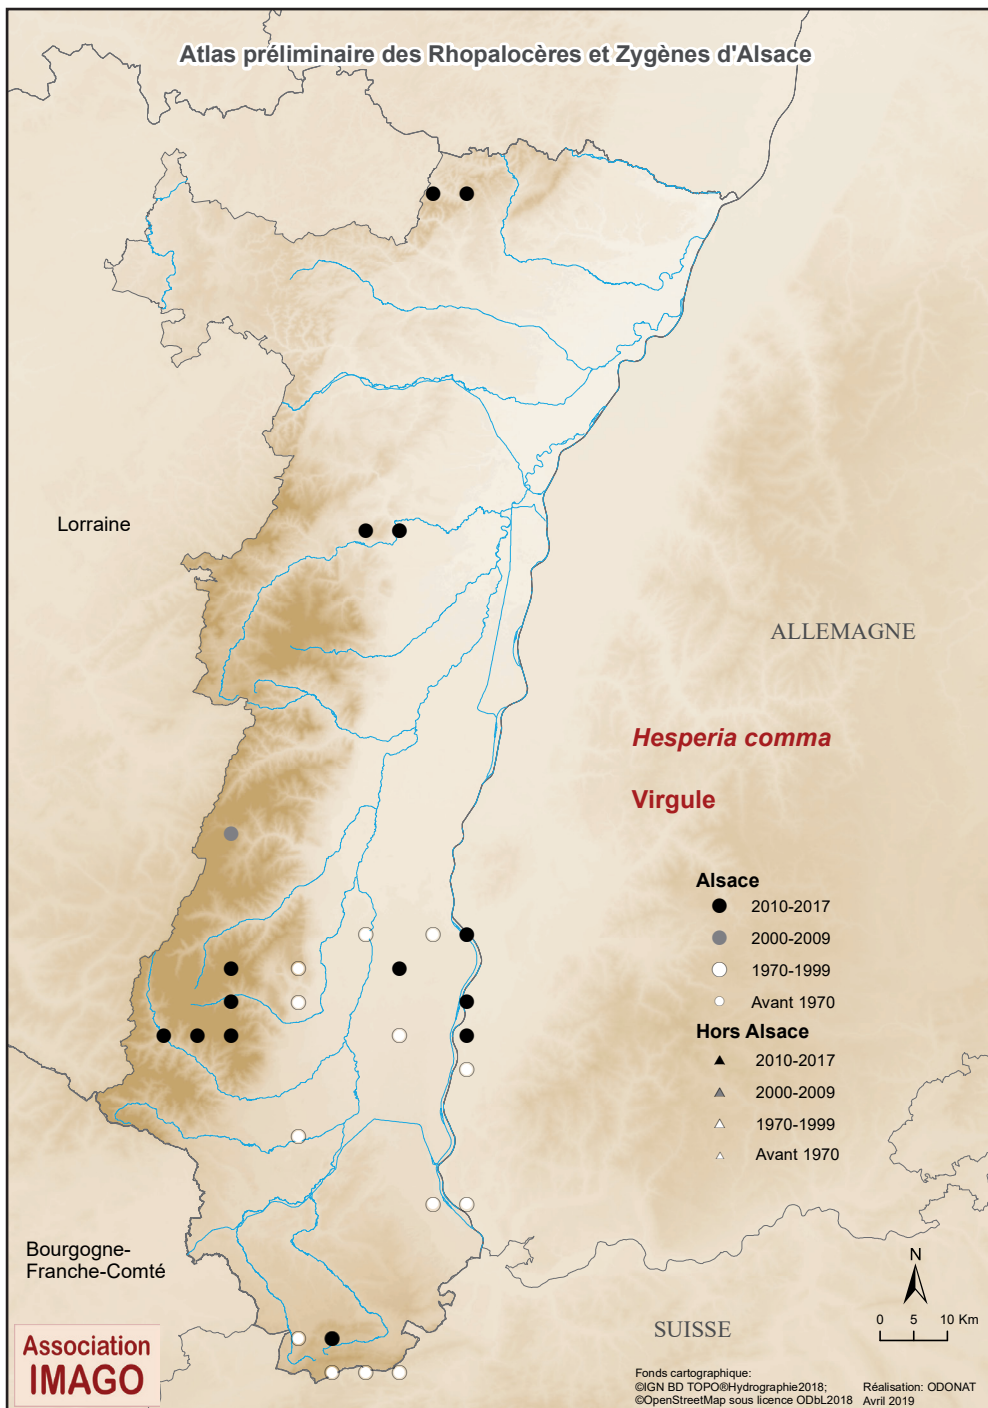 Atlas préliminaire des Rhopalocères et Zygènes d'Alsace
Lorraine
ALLEMAGNE
Hesperia comma
Virgule
Alsace
2010-2017
2000-2009
1970-1999
Avant 1970
Hors Alsace
2010-2017
2000-2009
1970-1999
Avant 1970
Bourgogne-
Franche-Comté
N
0 5 10 Km
SUISSE
Association
IMAGO
Fonds cartographique:
©IGN BD TOPO®Hydrographie2018;
©OpenStreetMap sous licence ODbL2018
Réalisation: ODONAT
Avril 2019